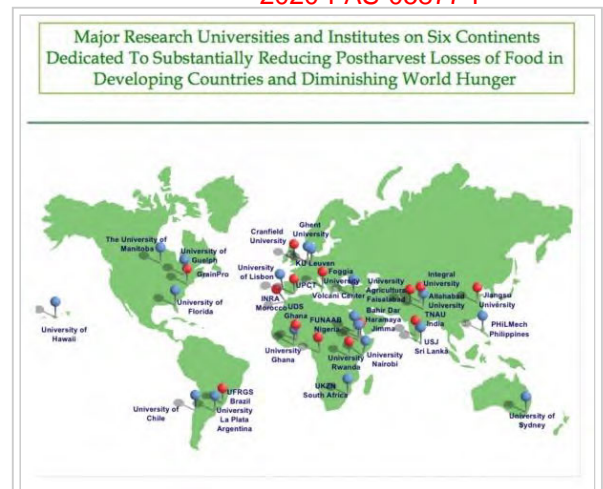 Major Research Universities and Institutes on Six Continents
Dedicated To Substantially Reducing Postharvest Losses of Food in
Developing Countries and Diminishing World Hunger
Cranfield
University
Ghent
University
The University of
Manitoba
University of
Guelph
GrainPro
KU Leuven
University
of Lisbon
UPCT
Foggia
University
Volcani Center
University
Agriculture
Faisalabad
Integral
University
Allahabad
University
Jiangsu
University
INRA
Morocco
UDS
Ghana
University of
Florida
FUNAAB
Nigeria
Bahir Dar
Haramaya
Jimma
TNAU
India
PHILMech
Philippines
University of
Hawaii
USJ
Sri Lanka
University
Ghana
University
Rwanda
University
Nairobi
UFRGS
Brazil
University
La Plata
Argentina
University of
Chile
UKZN
South Africa
University of
Sydney